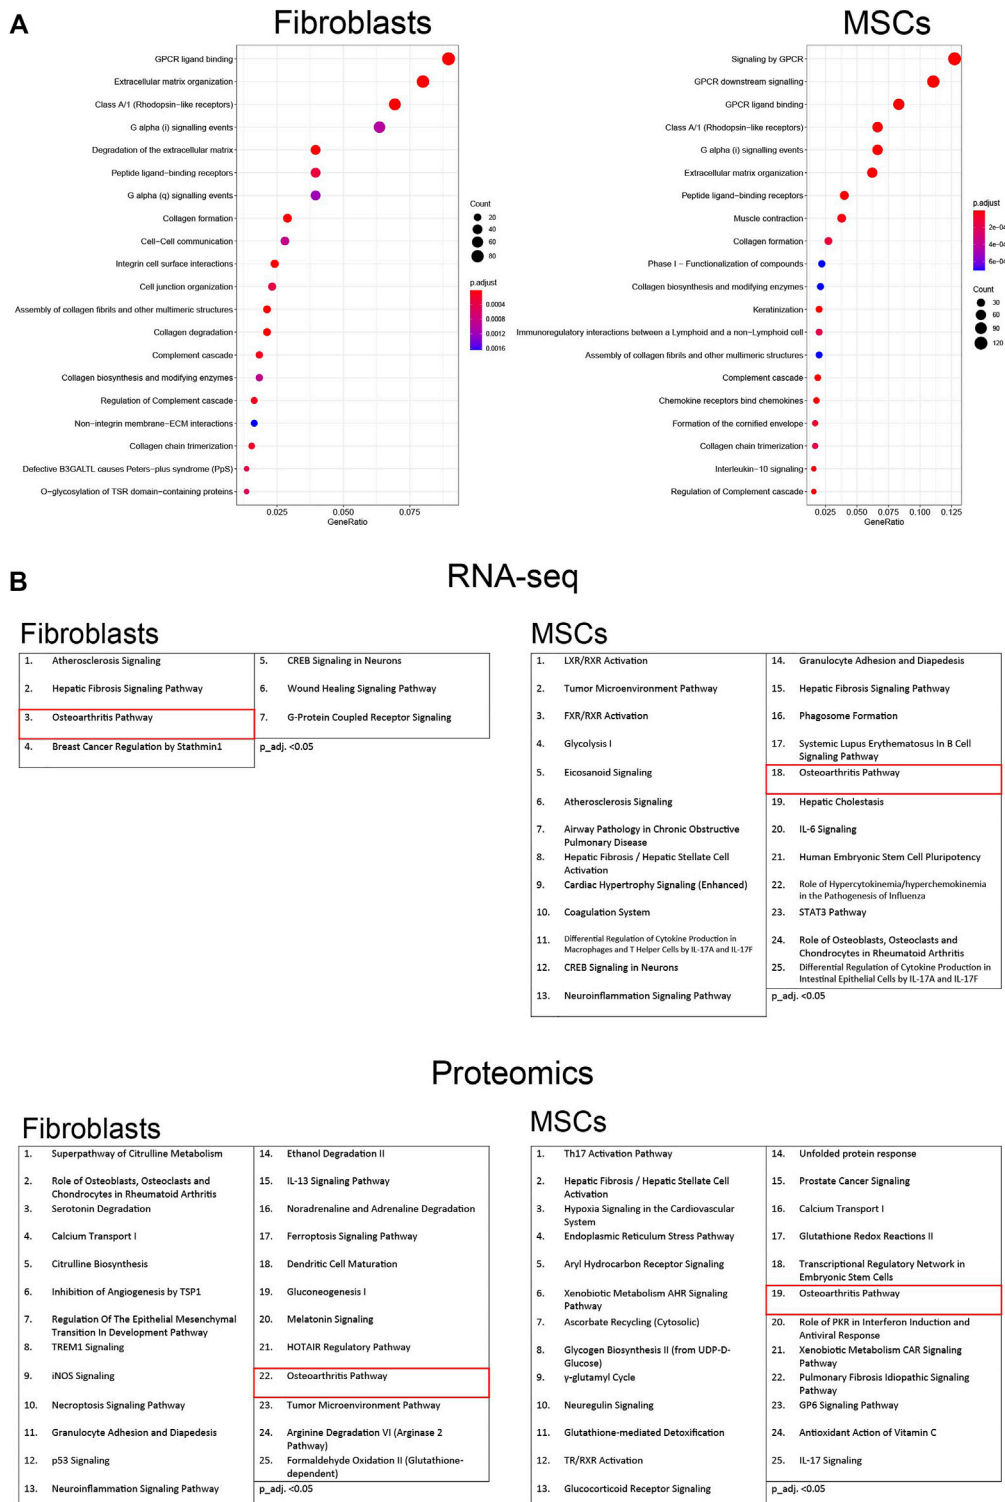 A
Fibroblasts
GPCR ligand binding
Extracellular matrix organization
Class A/1 (Rhodopsin−like receptors)
G alpha (i) signalling events
Degradation of the extracellular matrix
Peptide ligand−binding receptors
G alpha (q) signalling events
Collagen formation
Cell−Cell communication
Integrin cell surface interactions
Cell junction organization
Assembly of collagen fibrils and other multimeric structures
Collagen degradation
Complement cascade
Collagen biosynthesis and modifying enzymes
Regulation of Complement cascade
Non−integrin membrane−ECM interactions
Collagen chain trimerization
Defective B3GALTL causes Peters−plus syndrome (PpS)
O−glycosylation of TSR domain−containing proteins
0.025 0.050 0.075
GeneRatio
Count
20
40
60
80
p.adjust
0.0004
0.0008
0.0012
0.0016
MSCs
Signaling by GPCR
GPCR downstream signalling
GPCR ligand binding
Class A/1 (Rhodopsin−like receptors)
G alpha (i) signalling events
Extracellular matrix organization
Peptide ligand−binding receptors
Muscle contraction
Collagen formation
Phase I − Functionalization of compounds
Collagen biosynthesis and modifying enzymes
Keratinization
Immunoregulatory interactions between a Lymphoid and a non−Lymphoid cell
Assembly of collagen fibrils and other multimeric structures
Complement cascade
Chemokine receptors bind chemokines
Formation of the cornified envelope
Collagen chain trimerization
Interleukin−10 signaling
Regulation of Complement cascade
0.025 0.050 0.075 0.100 0.125
GeneRatio
p.adjust
2e−04
4e−04
6e−04
Count
30
60
90
120
B
RNA-seq
Fibroblasts
1. Atherosclerosis Signaling
2. Hepatic Fibrosis Signaling Pathway
3. Osteoarthritis Pathway
4. Breast Cancer Regulation by Stathmin1
5. CREB Signaling in Neurons
6. Wound Healing Signaling Pathway
7. G-Protein Coupled Receptor Signaling
p_adj. <0.05
MSCs
1. LXR/RXR Activation
2. Tumor Microenvironment Pathway
3. FXR/RXR Activation
4. Glycolysis I
5. Eicosanoid Signaling
6. Atherosclerosis Signaling
7. Airway Pathology in Chronic Obstructive
Pulmonary Disease
8. Hepatic Fibrosis / Hepatic Stellate Cell
Activation
9. Cardiac Hypertrophy Signaling (Enhanced)
10. Coagulation System
11. Differential Regulation of Cytokine Production in
Macrophages and T Helper Cells by IL-17A and IL-17F
12. CREB Signaling in Neurons
13. Neuroinflammation Signaling Pathway
14. Granulocyte Adhesion and Diapedesis
15. Hepatic Fibrosis Signaling Pathway
16. Phagosome Formation
17. Systemic Lupus Erythematosus In B Cell
Signaling Pathway
18. Osteoarthritis Pathway
19. Hepatic Cholestasis
20. IL-6 Signaling
21. Human Embryonic Stem Cell Pluripotency
22. Role of Hypercytokinemia/hyperchemokinemia
in the Pathogenesis of Influenza
23. STAT3 Pathway
24. Role of Osteoblasts, Osteoclasts and
Chondrocytes in Rheumatoid Arthritis
25. Differential Regulation of Cytokine Production in
Intestinal Epithelial Cells by IL-17A and IL-17F
p_adj. <0.05
Proteomics
Fibroblasts
1. Superpathway of Citrulline Metabolism
2. Role of Osteoblasts, Osteoclasts and
Chondrocytes in Rheumatoid Arthritis
3. Serotonin Degradation
4. Calcium Transport I
5. Citrulline Biosynthesis
6. Inhibition of Angiogenesis by TSP1
7. Regulation Of The Epithelial Mesenchymal
Transition In Development Pathway
8. TREM1 Signaling
9. iNOS Signaling
10. Necroptosis Signaling Pathway
11. Granulocyte Adhesion and Diapedesis
12. p53 Signaling
13. Neuroinflammation Signaling Pathway
14. Ethanol Degradation II
15. IL-13 Signaling Pathway
16. Noradrenaline and Adrenaline Degradation
17. Ferroptosis Signaling Pathway
18. Dendritic Cell Maturation
19. Gluconeogenesis I
20. Melatonin Signaling
21. HOTAIR Regulatory Pathway
22. Osteoarthritis Pathway
23. Tumor Microenvironment Pathway
24. Arginine Degradation VI (Arginase 2
Pathway)
25. Formaldehyde Oxidation II (Glutathione-
dependent)
p_adj. <0.05
MSCs
1. Th17 Activation Pathway
2. Hepatic Fibrosis / Hepatic Stellate Cell
Activation
3. Hypoxia Signaling in the Cardiovascular
System
4. Endoplasmic Reticulum Stress Pathway
5. Aryl Hydrocarbon Receptor Signaling
6. Xenobiotic Metabolism AHR Signaling
Pathway
7. Ascorbate Recycling (Cytosolic)
8. Glycogen Biosynthesis II (from UDP-D-
Glucose)
9. γ-glutamyl Cycle
10. Neuregulin Signaling
11. Glutathione-mediated Detoxification
12. TR/RXR Activation
13. Glucocorticoid Receptor Signaling
14. Unfolded protein response
15. Prostate Cancer Signaling
16. Calcium Transport I
17. Glutathione Redox Reactions II
18. Transcriptional Regulatory Network in
Embryonic Stem Cells
19. Osteoarthritis Pathway
20. Role of PKR in Interferon Induction and
Antiviral Response
21. Xenobiotic Metabolism CAR Signaling
Pathway
22. Pulmonary Fibrosis Idiopathic Signaling
Pathway
23. GP6 Signaling Pathway
24. Antioxidant Action of Vitamin C
25. IL-17 Signaling
p_adj. <0.05